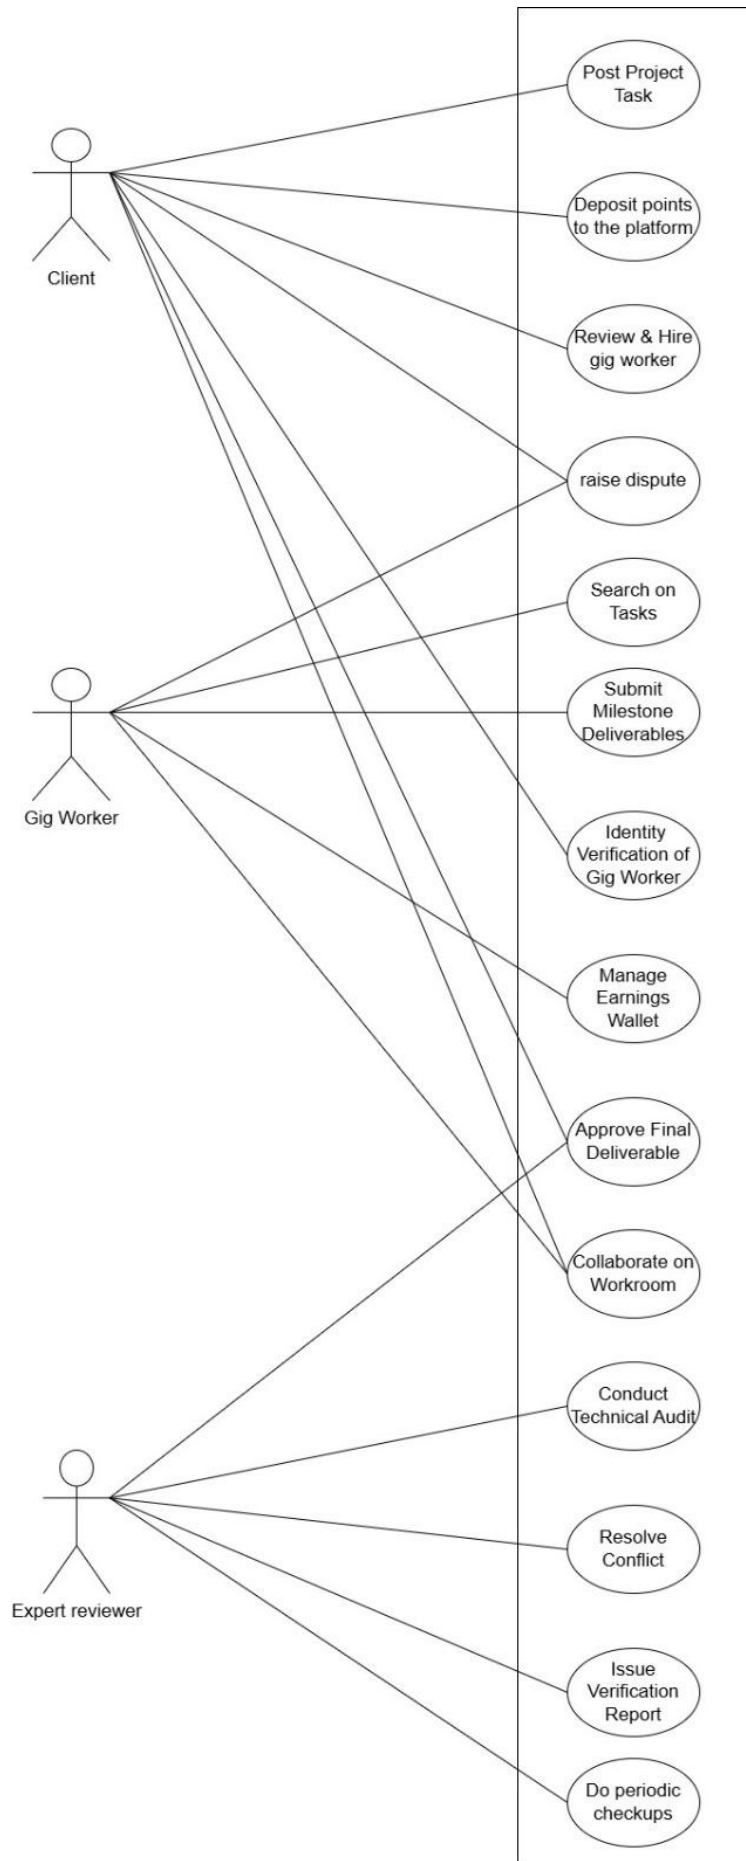 Post Project
Task
Client
Deposit points
to the platform
Review & Hire
gig worker
raise dispute
Search on
Tasks
Gig Worker
Submit
Milestone
Deliverables
Identity
Verification of
Gig Worker
Manage
Earnings
Wallet
Approve Final
Deliverable
Collaborate on
Workroom
Conduct
Technical Audit
Expert reviewer
Resolve
Conflict
Issue
Verification
Report
Do periodic
checkups